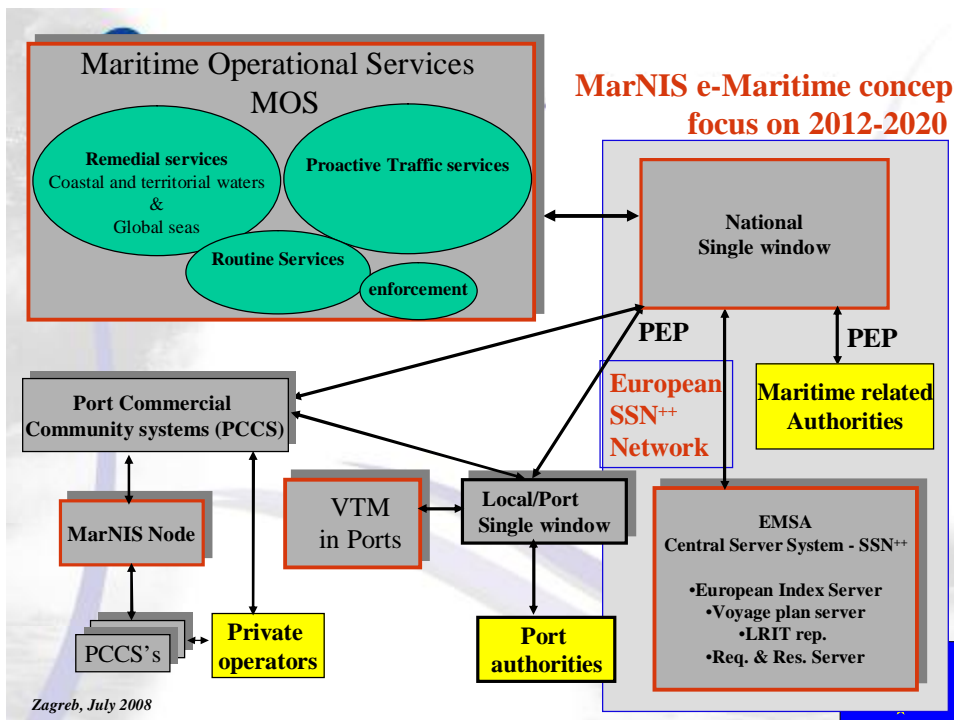 Maritime Operational Services
MOS
MarNIS e-Maritime concep
focus on 2012-2020
Remedial services
Coastal and territorial waters
&
Global seas
Proactive Traffic services
Routine Services
enforcement
National
Single window
PEP
PEP
European
SSN++
Network
Maritime related
Authorities
Port Commercial
Community systems (PCCS)
MarNIS Node
VTM
in Ports
Local/Port
Single window
EMSA
Central Server System - SSN++
•European Index Server
•Voyage plan server
•LRIT rep.
•Req. & Res. Server
PCCS's
Private
operators
Port
authorities
Zagreb, July 2008